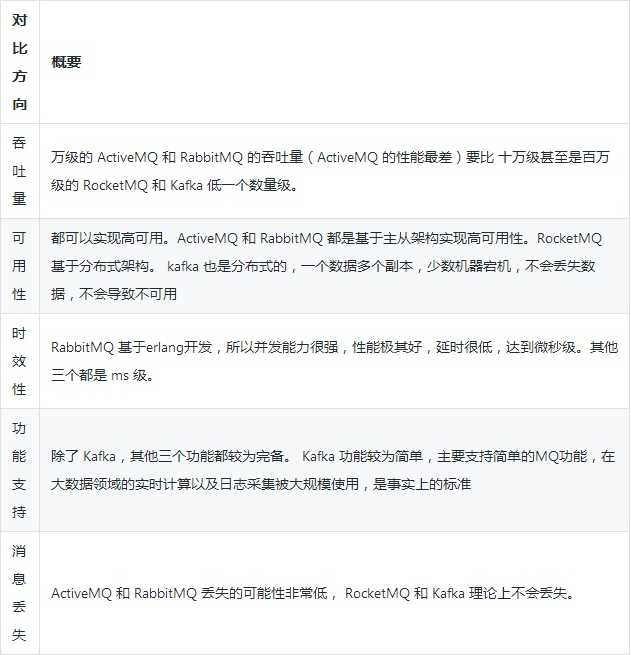 对比方向
概要
吞吐量
万级的 ActiveMQ 和 RabbitMQ 的吞吐量（ActiveMQ 的性能最差）要比 十万级甚至是百万
级的 RocketMQ 和 Kafka 低一个数量级。
可用性
都可以实现高可用。ActiveMQ 和 RabbitMQ 都是基于主从架构实现高可用性。RocketMQ
基于分布式架构。 kafka 也是分布式的，一个数据多个副本，少数机器宕机，不会丢失数
据，不会导致不可用
时效性
RabbitMQ 基于erlang开发，所以并发能力很强，性能极其好，延时很低，达到微秒级。其他
三个都是 ms 级。
功能支持
除了 Kafka，其他三个功能都较为完备。 Kafka 功能较为简单，主要支持简单的MQ功能，在
大数据领域的实时计算以及日志采集被大规模使用，是事实上的标准
消息丢失
ActiveMQ 和 RabbitMQ 丢失的可能性非常低， RocketMQ 和 Kafka 理论上不会丢失。